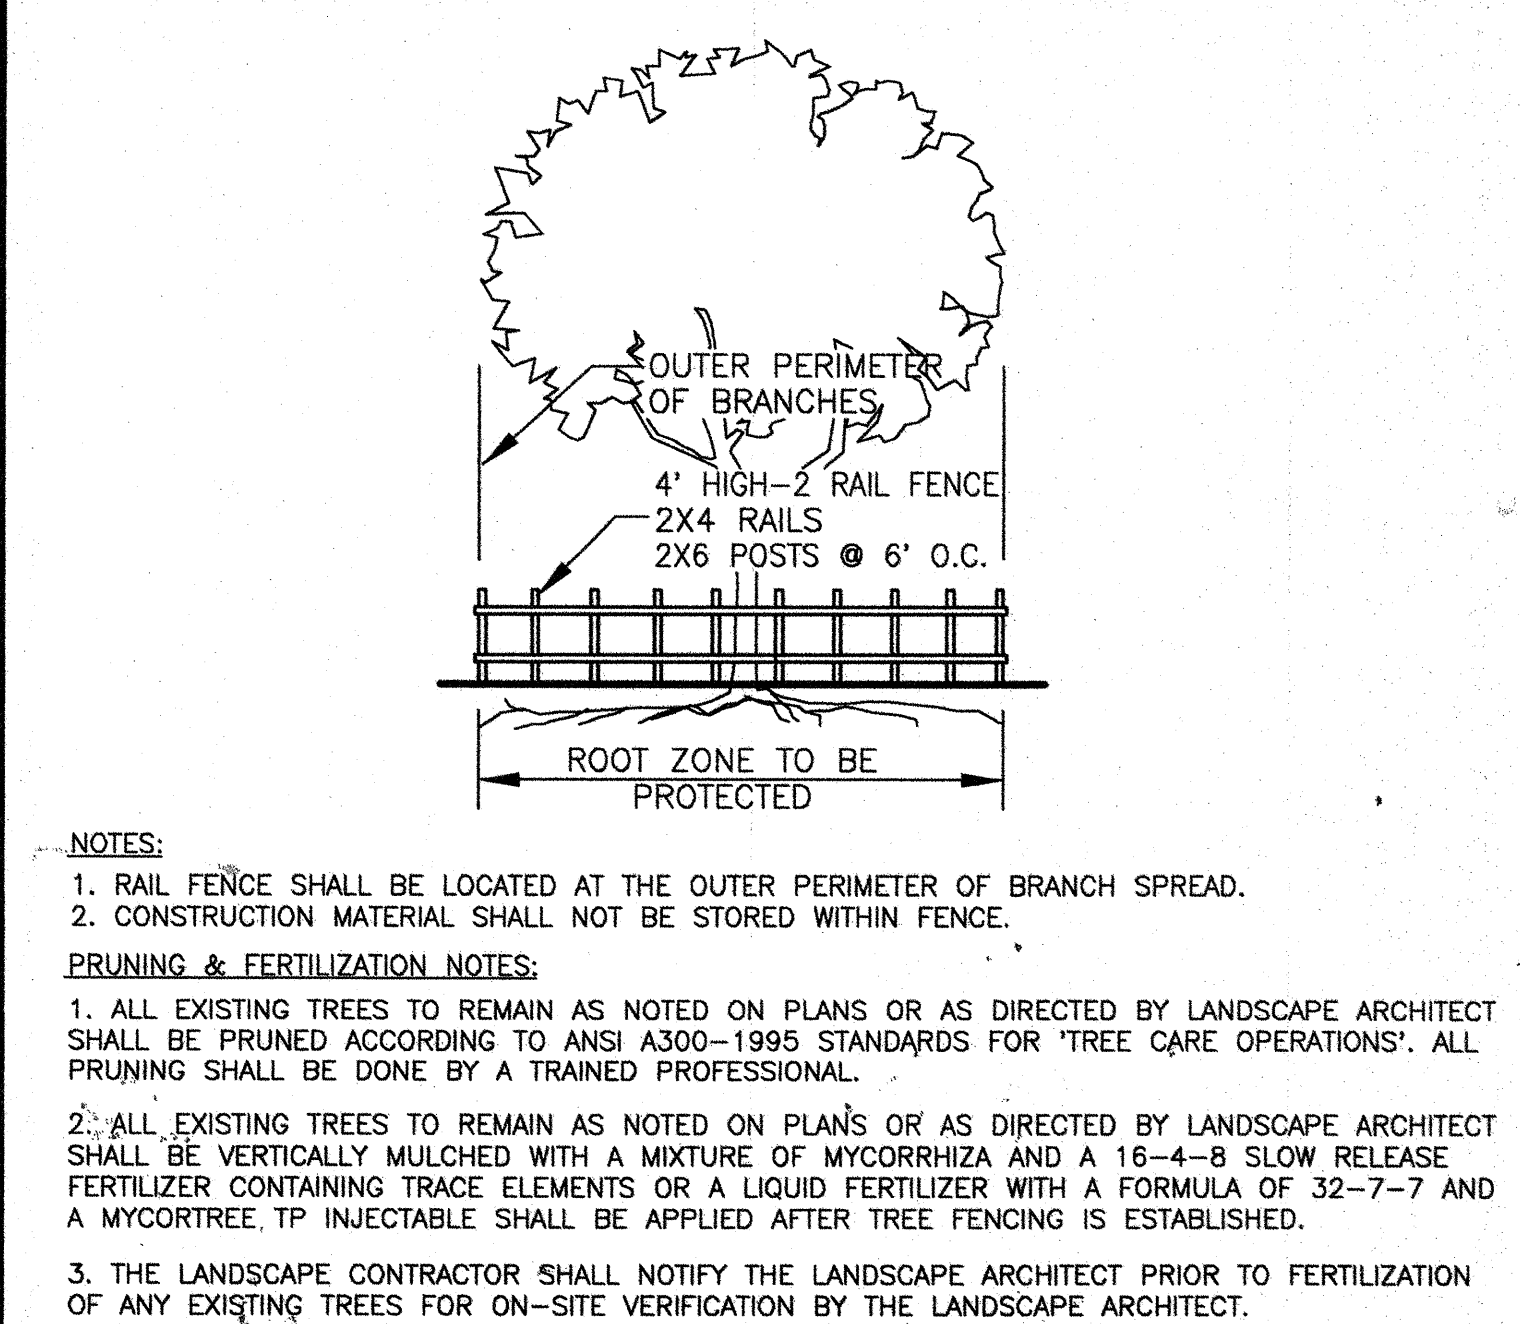 OUTER PERIMETER
OF BRANCHES
4' HIGH-2 RAIL FENCE
2X4 RAILS
2X6 POSTS @ 6' O.C.
ROOT ZONE TO BE
PROTECTED
NOTES:
1. RAIL FENCE SHALL BE LOCATED AT THE OUTER PERIMETER OF BRANCH SPREAD.
2. CONSTRUCTION MATERIAL SHALL NOT BE STORED WITHIN FENCE.
PRUNING & FERTILIZATION NOTES:
1. ALL EXISTING TREES TO REMAIN AS NOTED ON PLANS OR AS DIRECTED BY LANDSCAPE ARCHITECT
SHALL BE PRUNED ACCORDING TO ANSI A300-1995 STANDARDS FOR 'TREE CARE OPERATIONS'. ALL
PRUNING SHALL BE DONE BY A TRAINED PROFESSIONAL.
2. ALL EXISTING TREES TO REMAIN AS NOTED ON PLANS OR AS DIRECTED BY LANDSCAPE ARCHITECT
SHALL BE VERTICALLY MULCHED WITH A MIXTURE OF MYCORRHIZA AND A 16-4-8 SLOW RELEASE
FERTILIZER CONTAINING TRACE ELEMENTS OR A LIQUID FERTILIZER WITH A FORMULA OF 32-7-7 AND
A MYCORTREE TP INJECTABLE SHALL BE APPLIED AFTER TREE FENCING IS ESTABLISHED.
3. THE LANDSCAPE CONTRACTOR SHALL NOTIFY THE LANDSCAPE ARCHITECT PRIOR TO FERTILIZATION
OF ANY EXISTING TREES FOR ON-SITE VERIFICATION BY THE LANDSCAPE ARCHITECT.